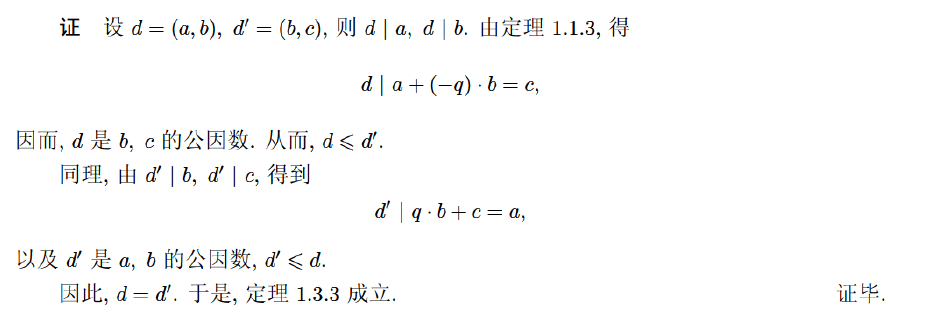 证 设 d = (a, b), d′ = (b, c), 则 d | a, d | b. 由定理 1.1.3, 得
d | a + (−q) · b = c,
因而, d 是 b, c 的公因数. 从而, d ⩽ d′.
同理, 由 d′ | b, d′ | c, 得到
d′ | q · b + c = a,
以及 d′ 是 a, b 的公因数, d′ ⩽ d.
因此, d = d′. 于是, 定理 1.3.3 成立. 证毕.